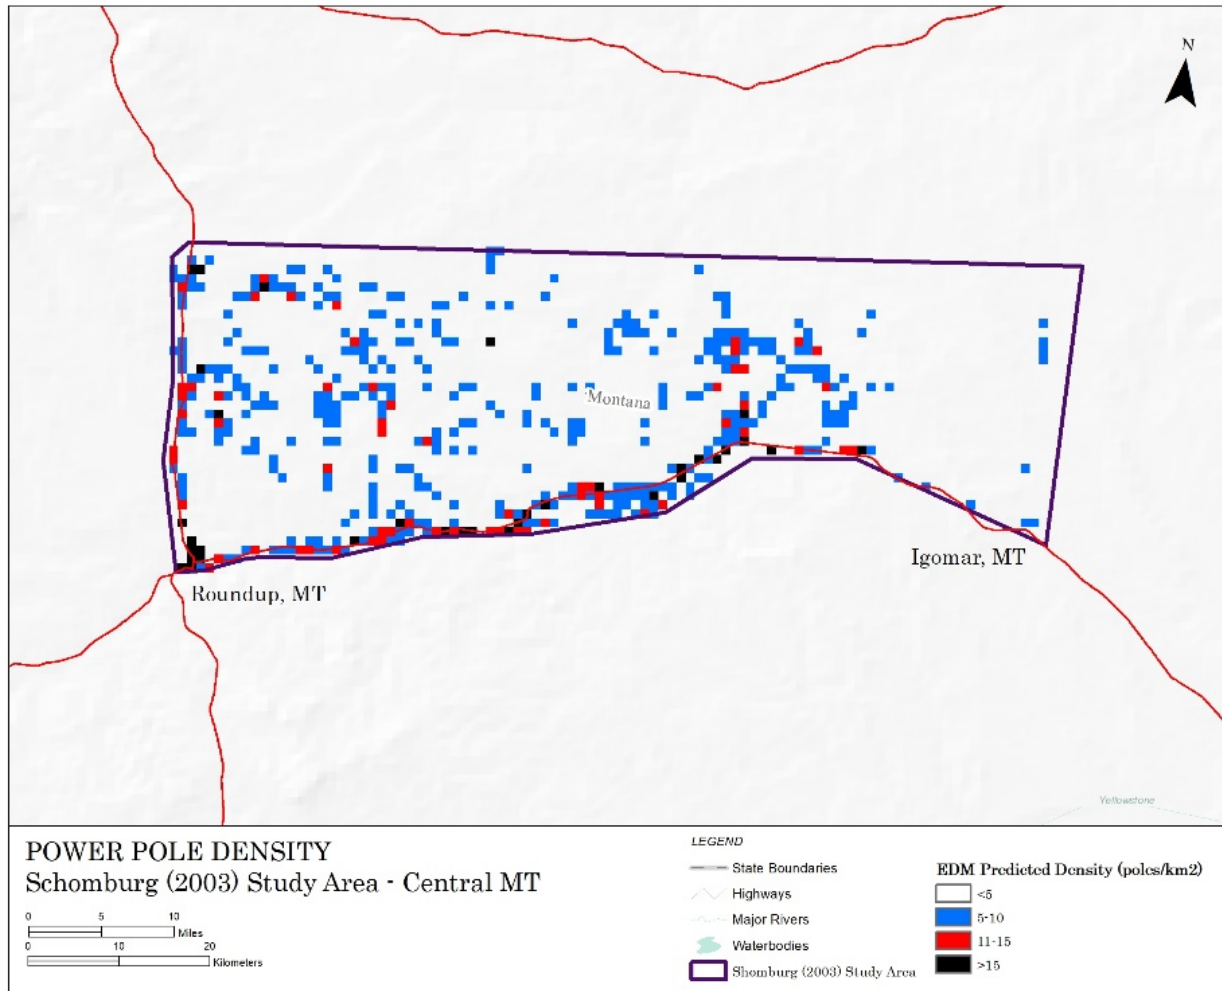 N
Montana
Roundup, MT
Igomar, MT
Yellowstone
POWER POLE DENSITY
Schomburg (2003) Study Area - Central MT
0 5 10
Miles
0 10 20
Kilometers
LEGEND
State Boundaries
Highways
Major Rivers
Waterbodies
Shomburg (2003) Study Area
EDM Predicted Density (poles/km2)
<5
5-10
11-15
>15